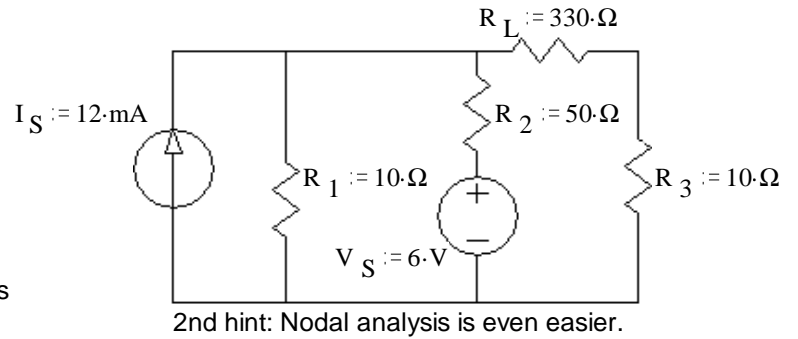 R L := 330·Ω
I S := 12·mA
R 2 := 50·Ω
R 1 := 10·Ω
R 3 := 10·Ω
+
V S := 6·V
−
s
2nd hint: Nodal analysis is even easier.